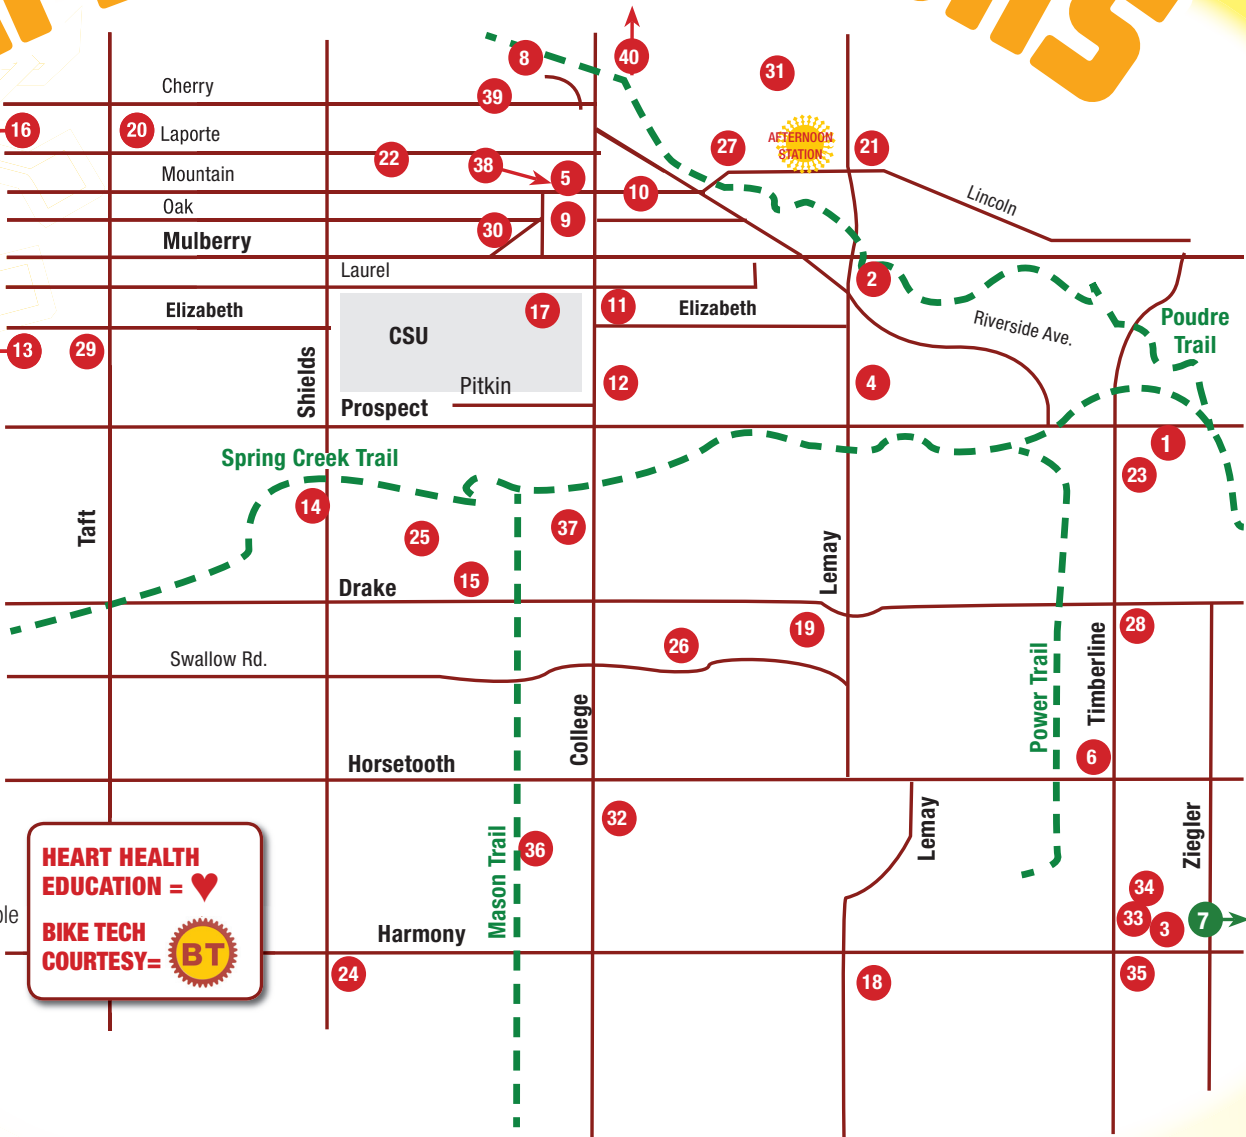 8
40
31
Cherry
39
16
20
Laporte
AFTERNOON
STATION
27
21
22
38
5
Mountain
10
Lincoln
Oak
9
30
Mulberry
Laurel
2
Elizabeth
17
11
Elizabeth
CSU
Riverside Ave.
Poudre
Trail
13
29
Shields
Pitkin
12
4
Prospect
1
Spring Creek Trail
23
14
Taft
25
37
Lemay
15
Drake
19
28
26
Swallow Rd.
Power Trail
Timberline
College
6
Horsetooth
32
Lemay
Ziegler
36
Mason Trail
HEART HEALTH
EDUCATION = ♥
BIKE TECH
COURTESY= BT
34
33
3
7
Harmony
24
18
35